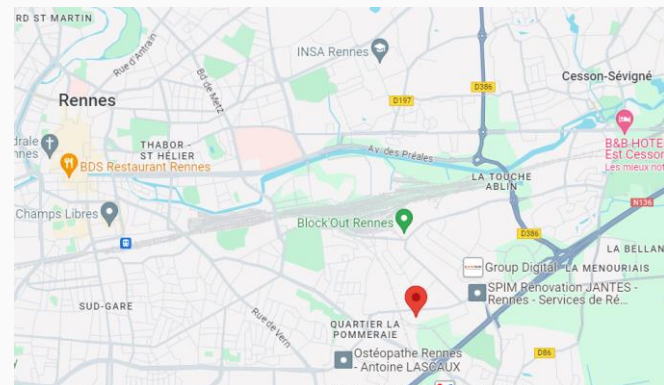 RD ST MARTIN
Rue d'Antrain
INSA Rennes
D386
Cesson-Sévigné
Bd de Metz
D197
Rennes
THABOR -
ST HÉLIER
Av. des Préales
B&B HOTE
Est Cesson
Les mieux not
drale
nnes
BDS Restaurant Rennes
LA TOUCHE
ABLIN
N136
Champs Libres
Block'Out Rennes
D386
LA BELLAN
Group Digital
LA MENOURIAIS
SPIM Rénovation JANTES -
Rennes - Services de Ré...
SUD-GARE
Rue de Vern
QUARTIER LA
POMMERAIE
D86
Ostéopathe Rennes
- Antoine LASCAUX